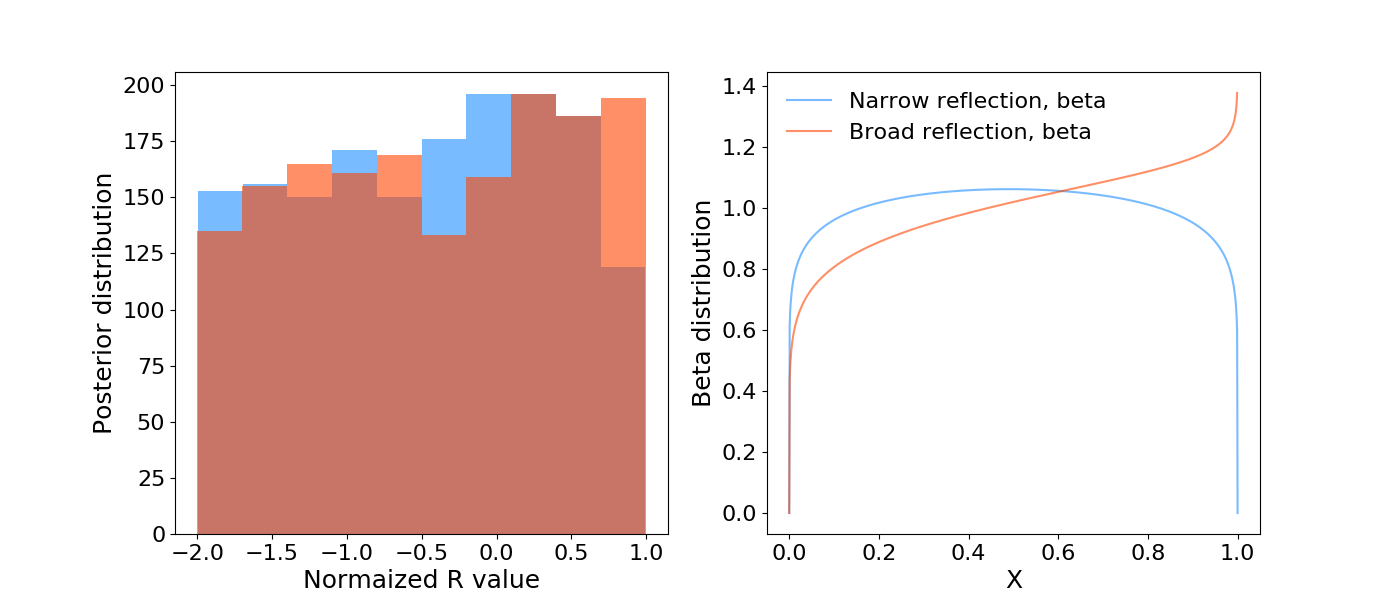 Posterior distribution
200
175
150
125
100
75
50
25
0
−2.0 −1.5 −1.0 −0.5 0.0 0.5 1.0
Normaized R value
Beta distribution
1.4
1.2
1.0
0.8
0.6
0.4
0.2
0.0
Narrow reflection, beta
Broad reflection, beta
0.0 0.2 0.4 0.6 0.8 1.0
X